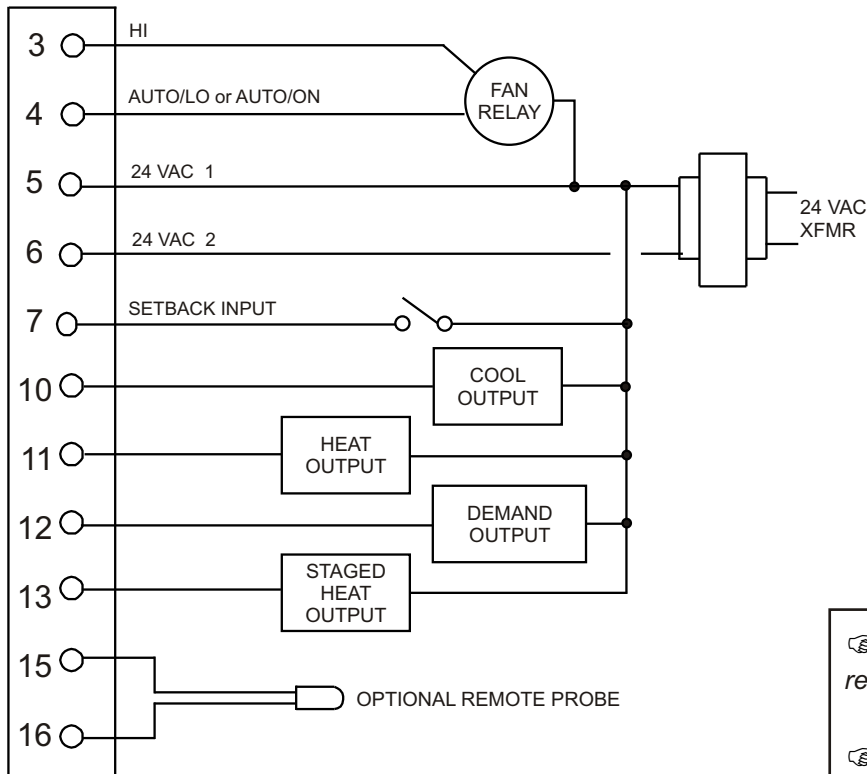 3 HI
FAN
RELAY
4 AUTO/LO or AUTO/ON
5 24 VAC 1
24 VAC
XFMR
6 24 VAC 2
7 SETBACK INPUT
10 COOL
OUTPUT
11 HEAT
OUTPUT
12 DEMAND
OUTPUT
13 STAGED
HEAT
OUTPUT
15
OPTIONAL REMOTE PROBE
16
re